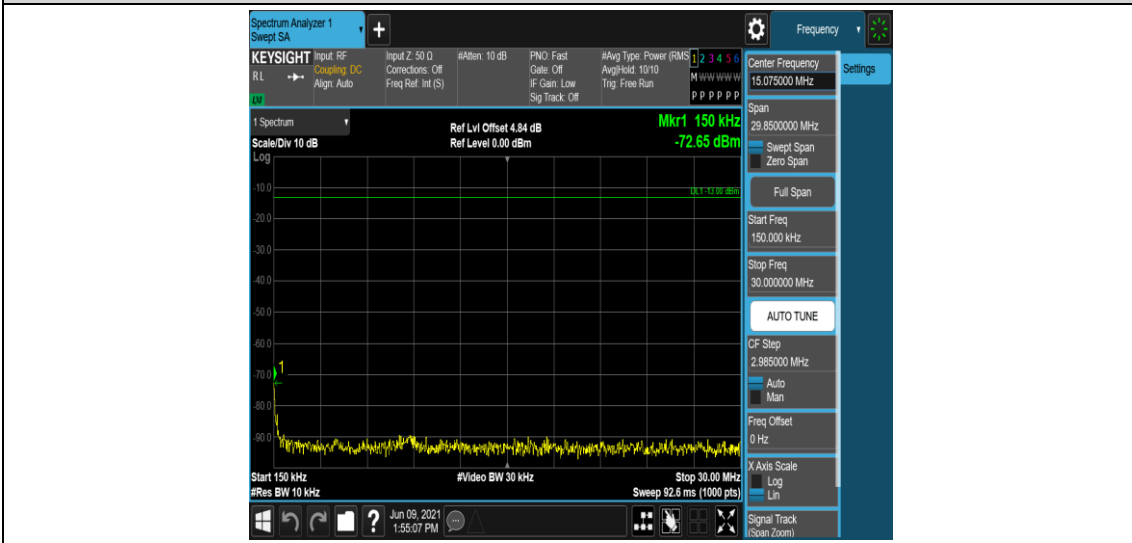 Spectrum Analyzer 1
Swept SA
+
Frequency
KEYSIGHT
RL
LXI
Input: RF
Coupling: DC
Align: Auto
Input Z: 50 Ω
Corrections: Off
Freq Ref: Int (S)
#Atten: 10 dB
PNO: Fast
Gate: Off
IF Gain: Low
Sig Track: Off
#Avg Type: Power (RMS
Avg|Hold: 10/10
Trig: Free Run
1 2 3 4 5 6
M W W W W W
P P P P P P
1 Spectrum
Scale/Div 10 dB
Log
Ref Lvl Offset 4.84 dB
Ref Level 0.00 dBm
Mkr1 150 kHz
-72.65 dBm
DL1 -13.00 dBm
-10.0
-20.0
-30.0
-40.0
-50.0
-60.0
-70.0
-80.0
-90.0
1
Start 150 kHz
#Res BW 10 kHz
#Video BW 30 kHz
Stop 30.00 MHz
Sweep 92.6 ms (1000 pts)
Center Frequency
15.075000 MHz
Settings
Span
29.8500000 MHz
Swept Span
Zero Span
Full Span
Start Freq
150.000 kHz
Stop Freq
30.000000 MHz
AUTO TUNE
CF Step
2.985000 MHz
Auto
Man
Freq Offset
0 Hz
X Axis Scale
Log
Lin
Signal Track
(Span Zoom)
?
Jun 09, 2021
1:55:07 PM